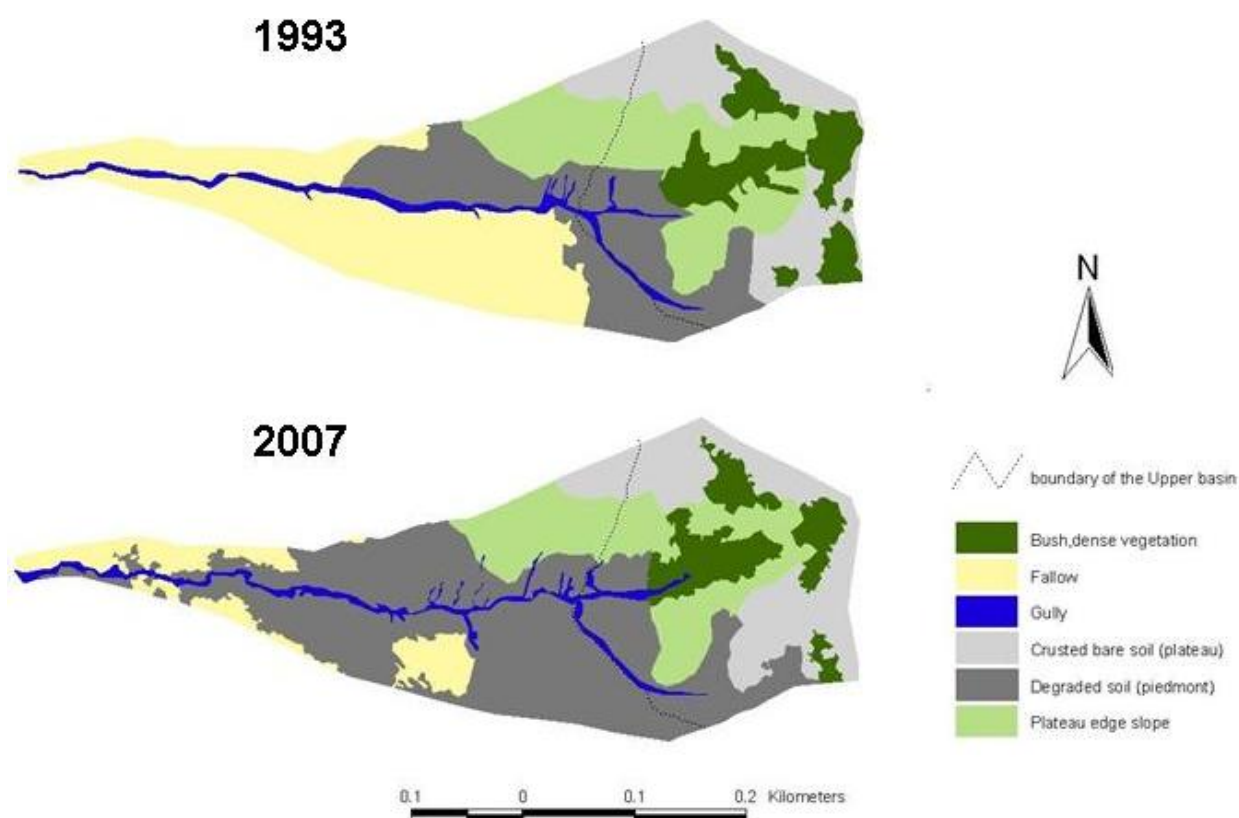 1993
N
2007
boundary of the Upper basin
Bush,dense vegetation
Fallow
Gully
Crusted bare soil (plateau)
Degraded soil (piedmont)
Plateau edge slope
0.1 0 0.1 0.2 Kilometers